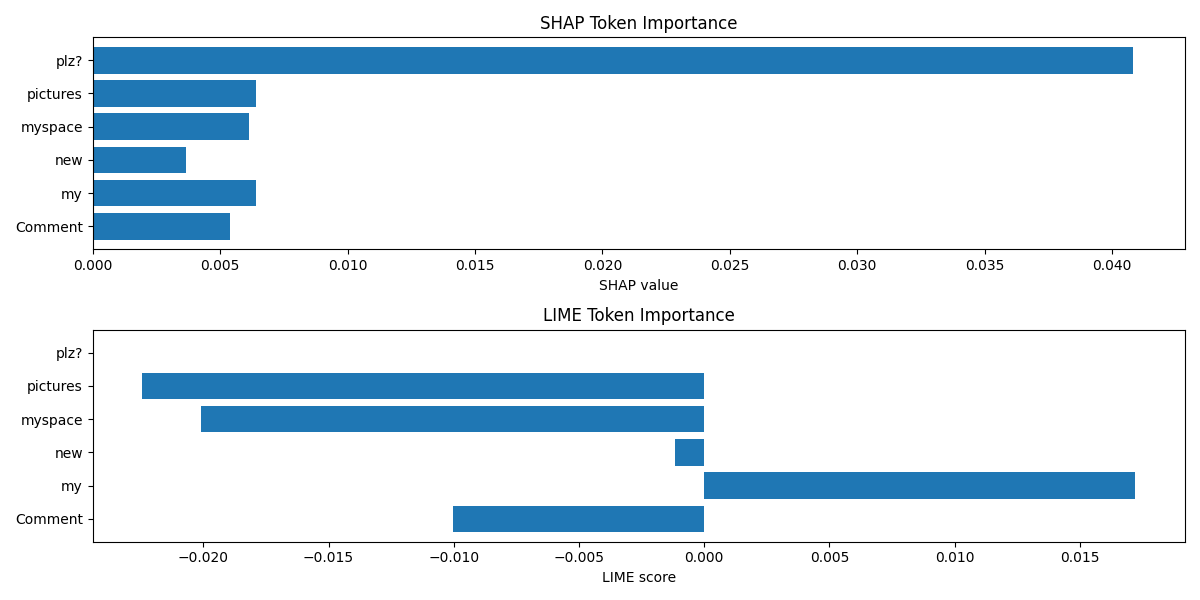 SHAP Token Importance
plz?
pictures
myspace
new
my
Comment
0.000 0.005 0.010 0.015 0.020 0.025 0.030 0.035 0.040
SHAP value
LIME Token Importance
plz?
pictures
myspace
new
my
Comment
−0.020 −0.015 −0.010 −0.005 0.000 0.005 0.010 0.015
LIME score